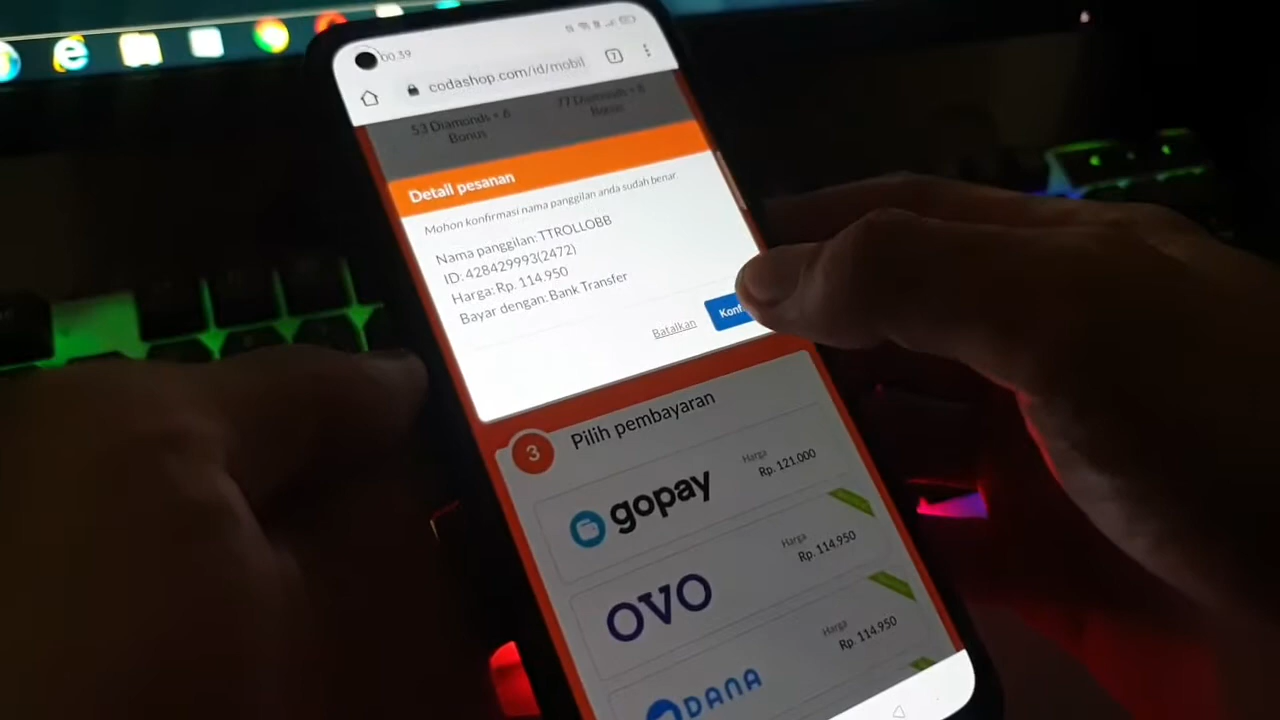 00.39
codashop.com/id/mobil
7
53 Diamonds + 6
Bonus
77 Diamonds + 8
Bonus
Detail pesanan
Mohon konfirmasi nama panggilan anda sudah benar
Nama panggilan: TTROLLOBB
ID: 428429993(2472)
Harga: Rp. 114.950
Bayar dengan: Bank Transfer
Batalkan
Konf
3
Pilih pembayaran
gopay
Harga
Rp. 121.000
OVO
Harga
Rp. 114.950
DANA
Harga
Rp. 114.950